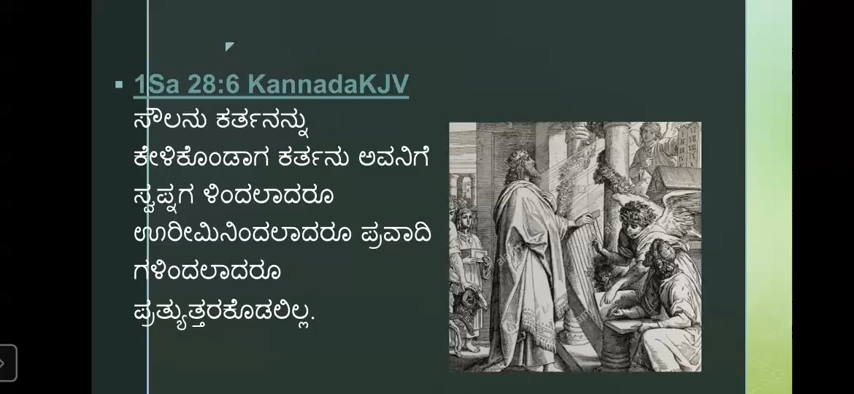 1Sa 28:6 KannadaKJV
ಸೌಲನು ಕರ್ತನನ್ನು
ಕೇಳಿಕೊಂಡಾಗ ಕರ್ತನು ಅವನಿಗೆ
ಸ್ವಪ್ನಗ ಳಿಂದಲಾದರೂ
ಊರೀಮಿನಿಂದಲಾದರೂ ಪ್ರವಾದಿ
ಗಳಿಂದಲಾದರೂ
ಪ್ರತ್ಯುತ್ತರಕೊಡಲಿಲ್ಲ.